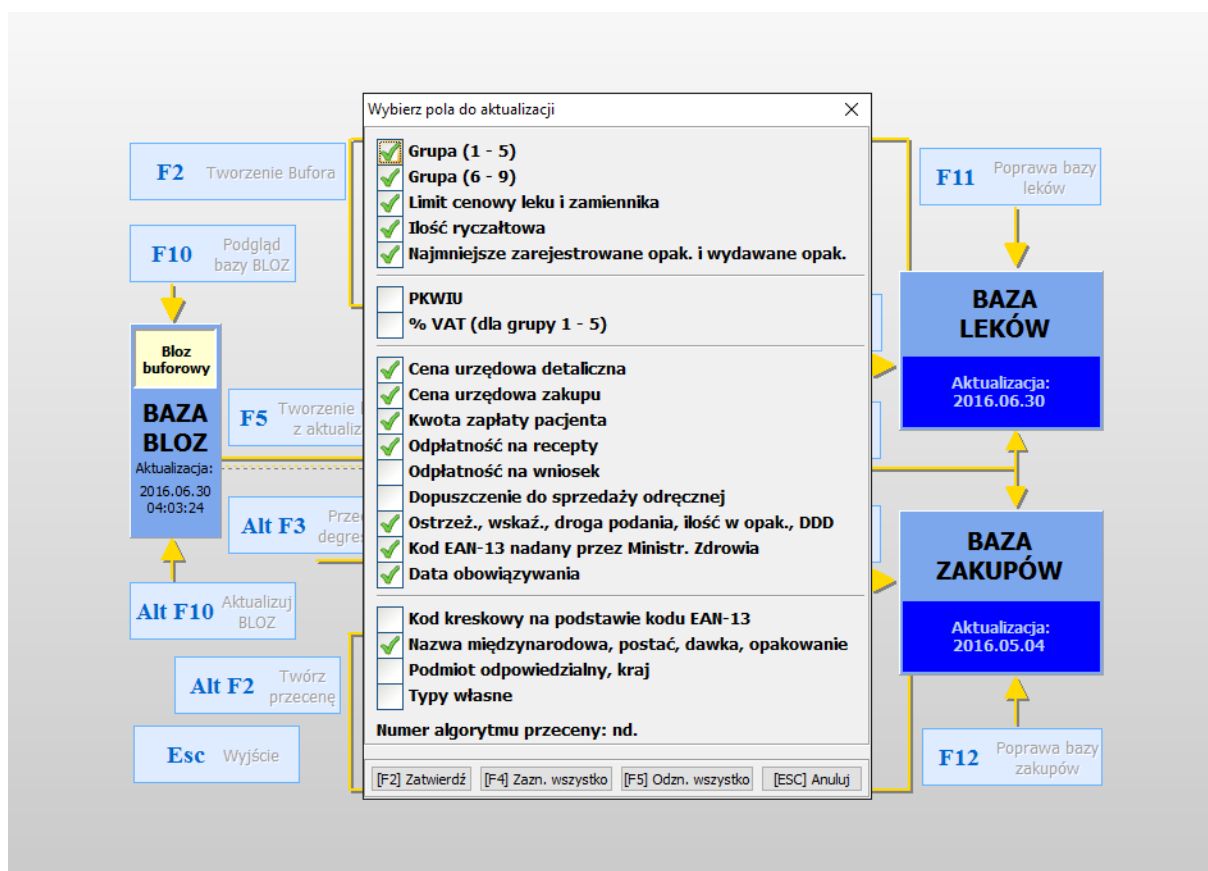 Wybierz pola do aktualizacji
Grupa (1 - 5)
Grupa (6 - 9)
Limit cenowy leku i zamiennika
Ilość ryczałtowa
Najmniejsze zarejestrowane opak. i wydawane opak.
PKWIU
% VAT (dla grupy 1 - 5)
Cena urzędowa detaliczna
Cena urzędowa zakupu
Kwota zapłaty pacjenta
Odpłatność na recepty
Odpłatność na wniosek
Dopuszczenie do sprzedaży odręcznej
Ostrzeż., wskaź., droga podania, ilość w opak., DDD
Kod EAN-13 nadany przez Ministr. Zdrowia
Data obowiązywania
Kod kreskowy na podstawie kodu EAN-13
Nazwa międzynarodowa, postać, dawka, opakowanie
Podmiot odpowiedzialny, kraj
Typy własne
Numer algorytmu przeceny: nd.
[F2] Zatwierdź
[F4] Zazn. wszystko
[F5] Odzn. wszystko
[ESC] Anuluj
F2 Tworzenie Bufora
F10 Podgląd
bazy BLOZ
Bloz
buforowy
BAZA
BLOZ
Aktualizacja:
2016.06.30
04:03:24
F5 Tworzenie
z aktualiz
Alt F3 Prze
degre
Alt F10 Aktualizuj
BLOZ
Alt F2 Twórz
przecenę
Esc Wyjście
F11 Poprawa bazy
leków
BAZA
LEKÓW
Aktualizacja:
2016.06.30
BAZA
ZAKUPÓW
Aktualizacja:
2016.05.04
F12 Poprawa bazy
zakupów